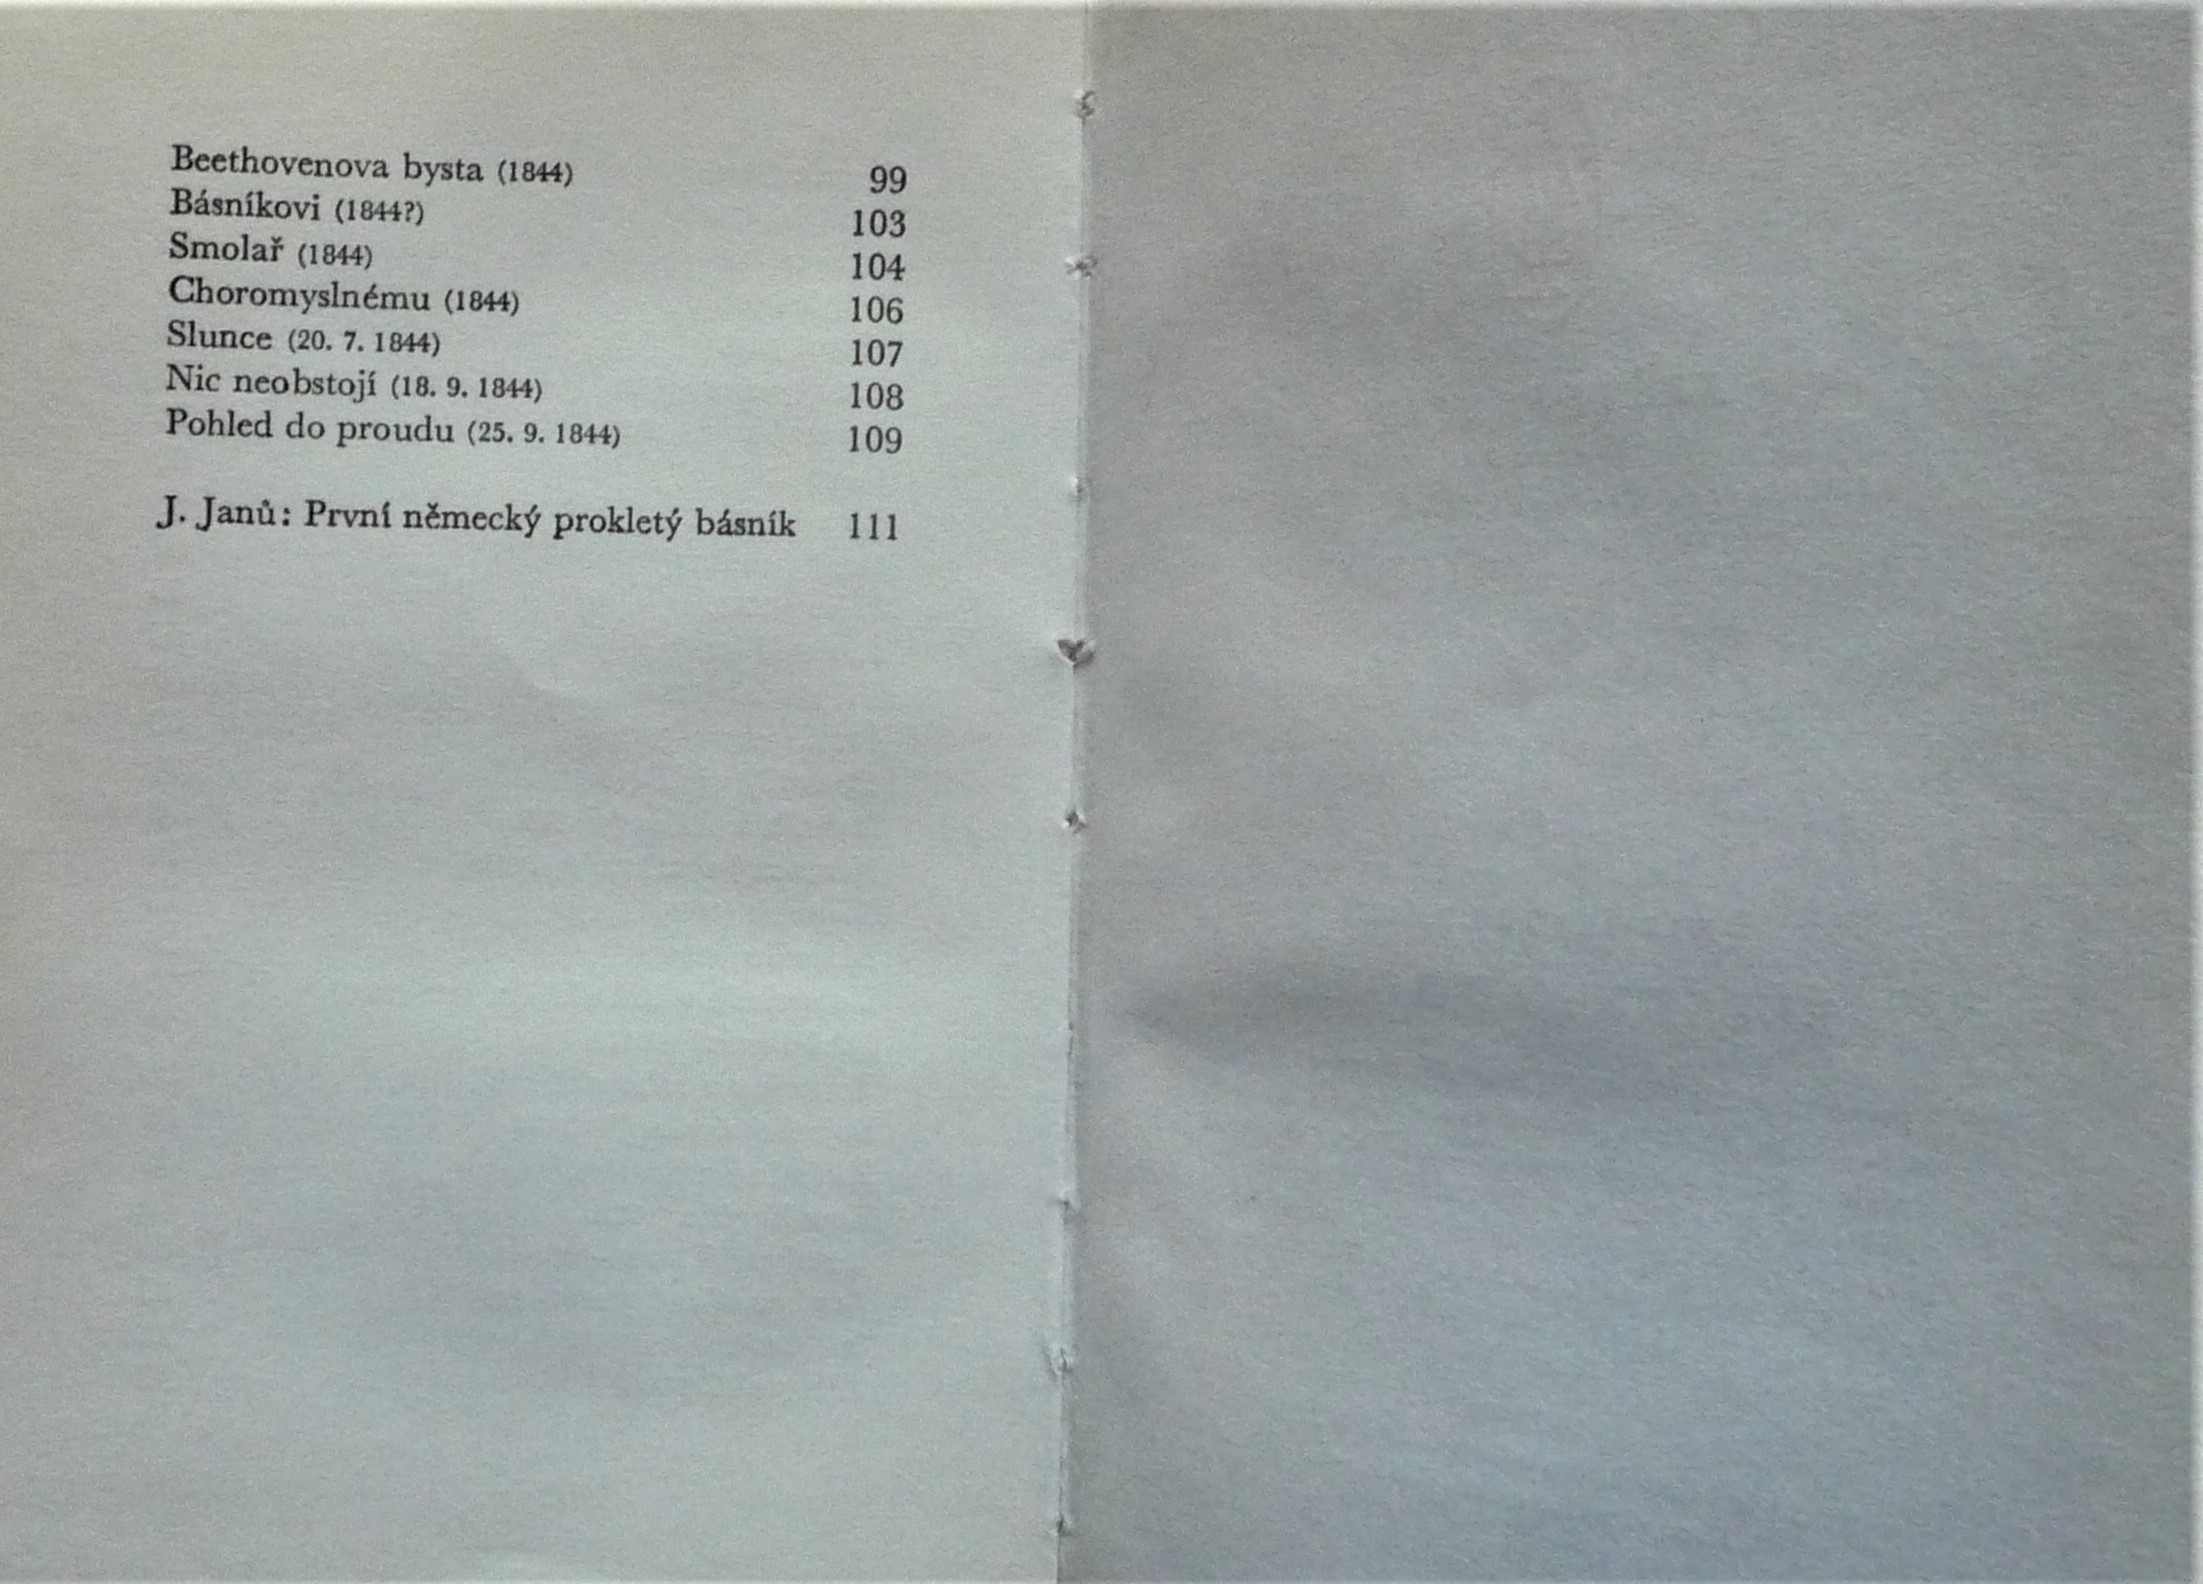 Beethovenova bysta (1844) 99
Básníkovi (1844?) 103
Smolař (1844) 104
Choromyslnému (1844) 106
Slunce (20. 7. 1844) 107
Nic neobstojí (18. 9. 1844) 108
Pohled do proudu (25. 9. 1844) 109
J. Janů: První německý prokletý básník 111